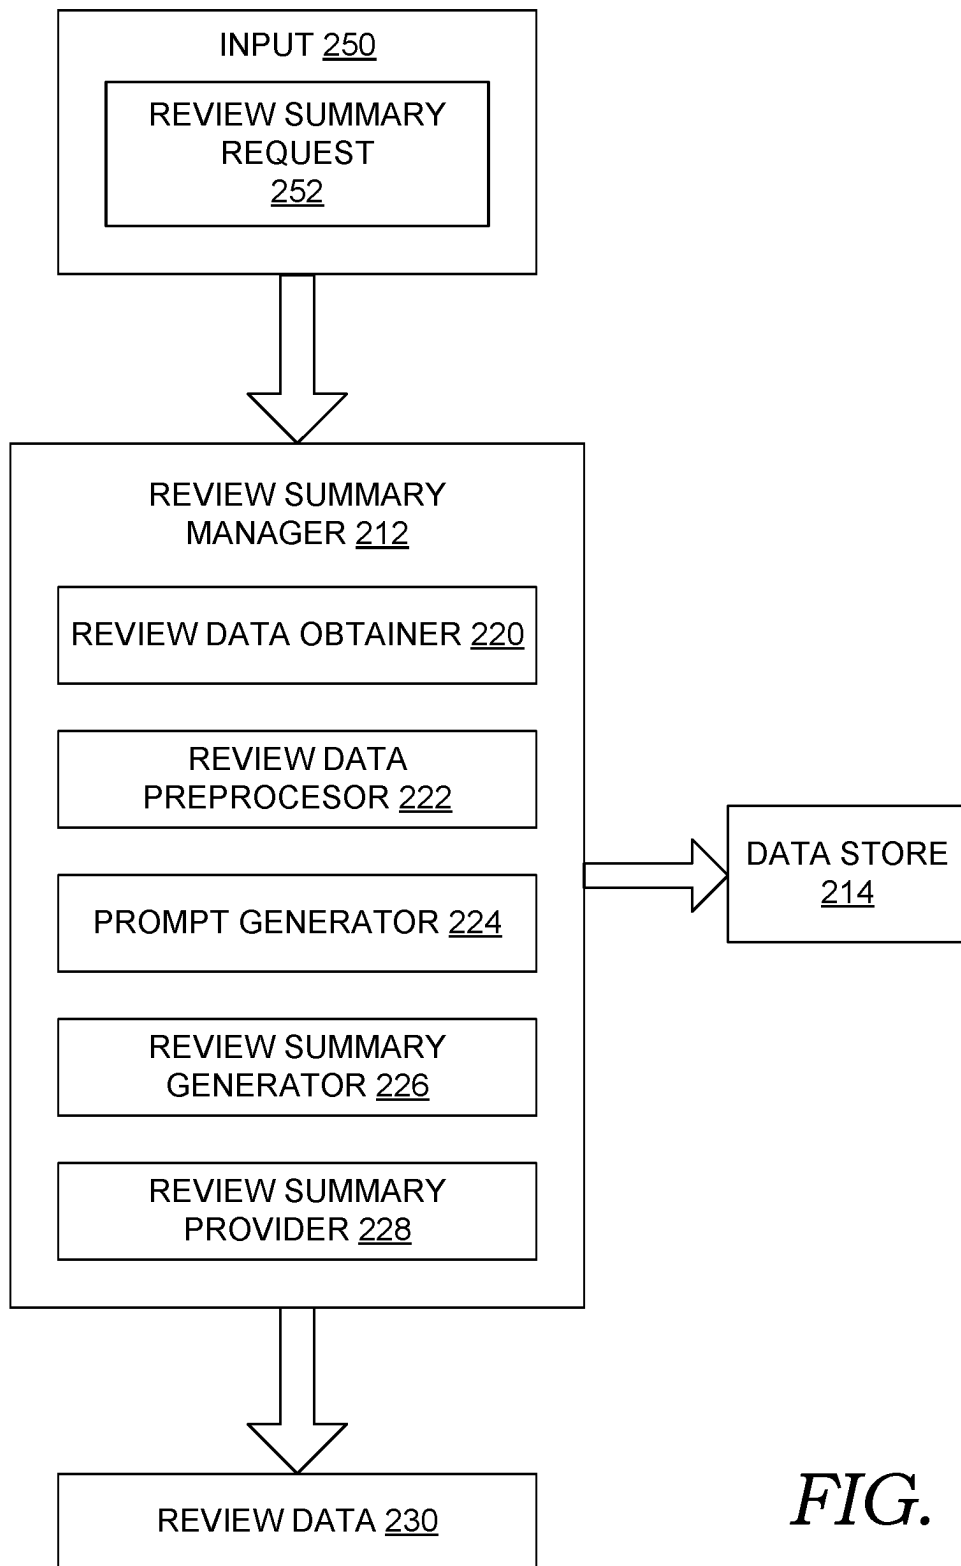 INPUT 250
REVIEW SUMMARY
REQUEST
252
REVIEW SUMMARY
MANAGER 212
REVIEW DATA OBTAINER 220
REVIEW DATA
PREPROCESOR 222
PROMPT GENERATOR 224
REVIEW SUMMARY
GENERATOR 226
REVIEW SUMMARY
PROVIDER 228
DATA STORE
214
REVIEW DATA 230
FIG.